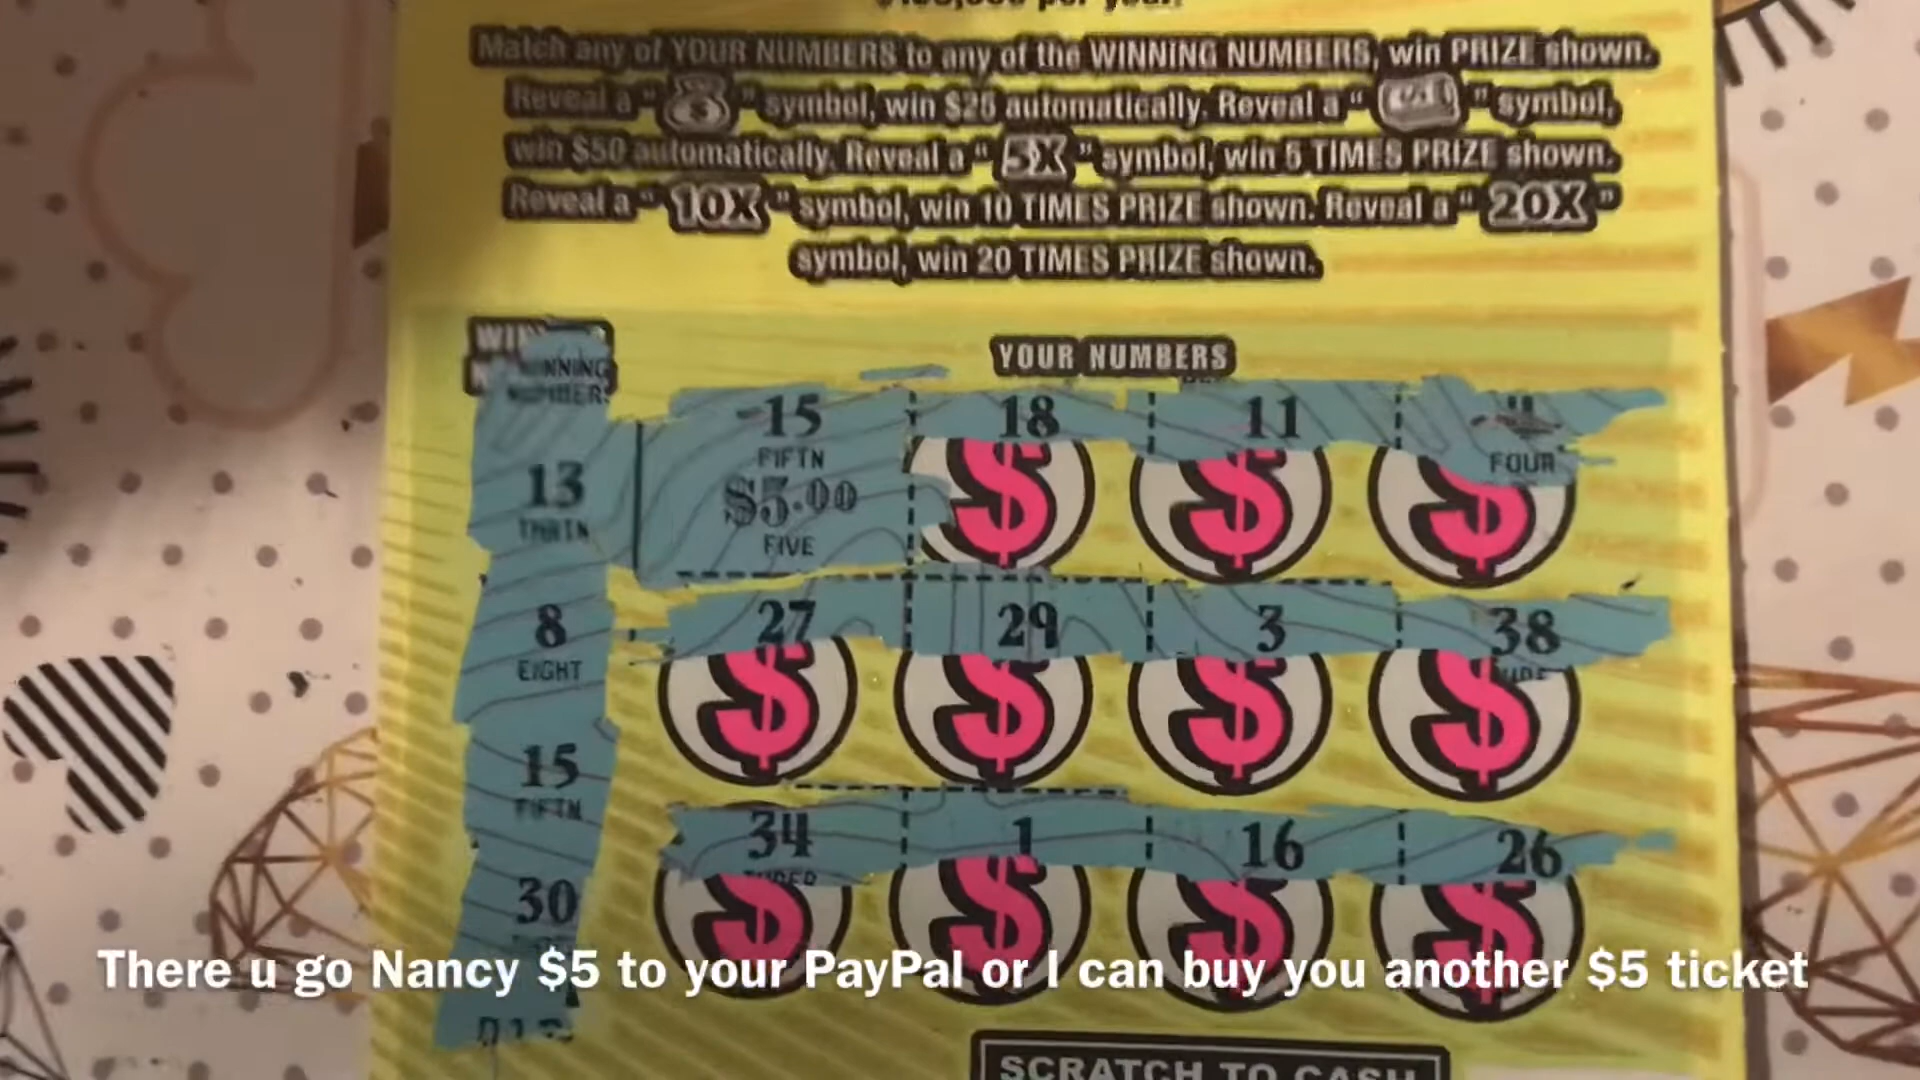 Match any of YOUR NUMBERS to any of the WINNING NUMBERS, win PRIZE shown.
Reveal a " " symbol, win $25 automatically. Reveal a " " symbol,
win $50 automatically. Reveal a " 5X " symbol, win 5 TIMES PRIZE shown.
Reveal a " 10X " symbol, win 10 TIMES PRIZE shown. Reveal a " 20X "
symbol, win 20 TIMES PRIZE shown.
YOUR NUMBERS
15 18 11 4
FIFTN FOUR
$5.00
FIVE
13
THRTN
27 29 3 38
8
EIGHT
15
FIFTN
34 1 16 26
30
There u go Nancy $5 to your PayPal or I can buy you another $5 ticket
SCRATCH TO CASH